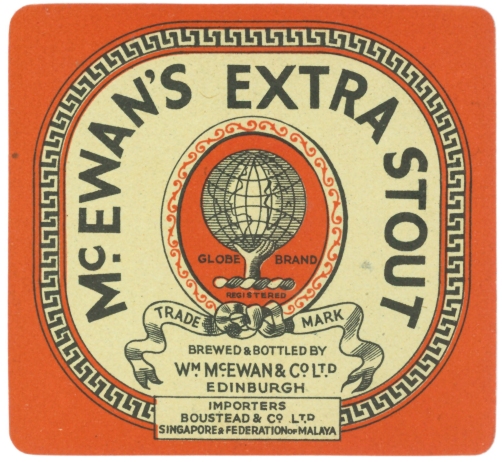 McEWAN'S EXTRA STOUT
GLOBE BRAND
REGISTERED
TRADE MARK
BREWED & BOTTLED BY
WM McEWAN & Co LTD
EDINBURGH
IMPORTERS
BOUSTEAD & Co LTD
SINGAPORE & FEDERATION OF MALAYA